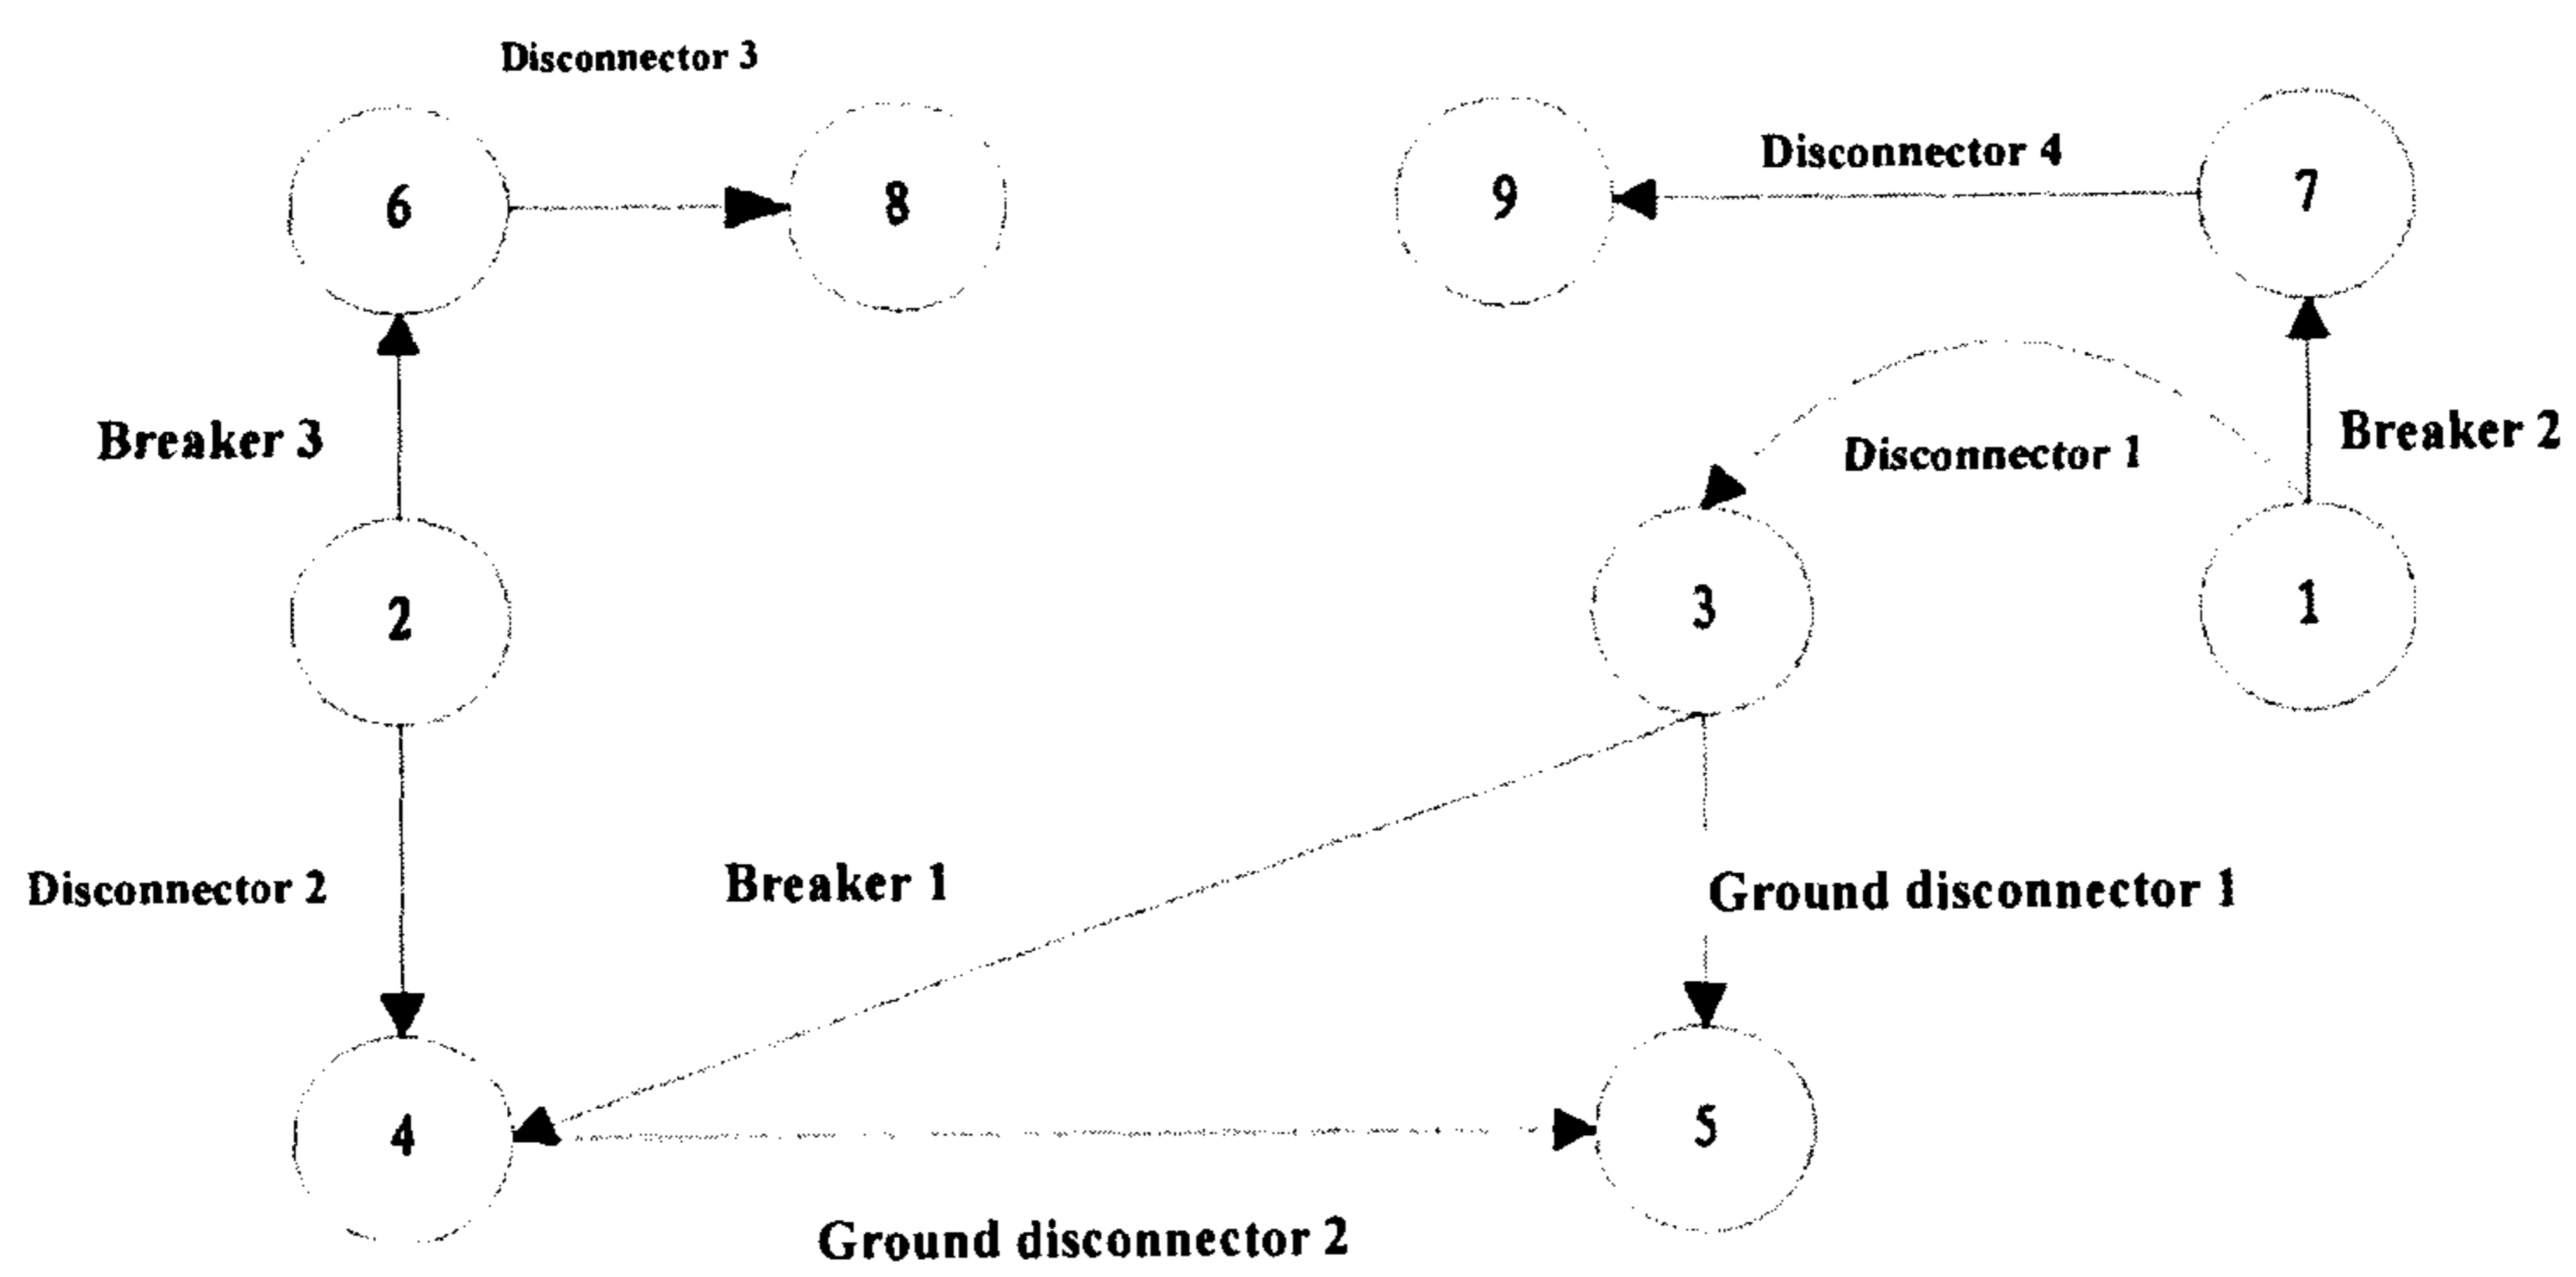 Disconnector 3
6
8
9
Disconnector 4
7
Breaker 3
Disconnector 1
Breaker 2
2
3
1
Disconnector 2
Breaker 1
Ground disconnector 1
4
5
Ground disconnector 2